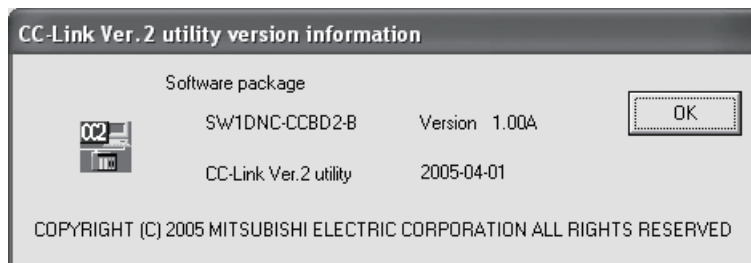 CC-Link Ver.2 utility version information
Software package
SW1DNC-CCBD2-B Version 1.00A
OK
CC2
CC-Link Ver.2 utility 2005-04-01
COPYRIGHT (C) 2005 MITSUBISHI ELECTRIC CORPORATION ALL RIGHTS RESERVED